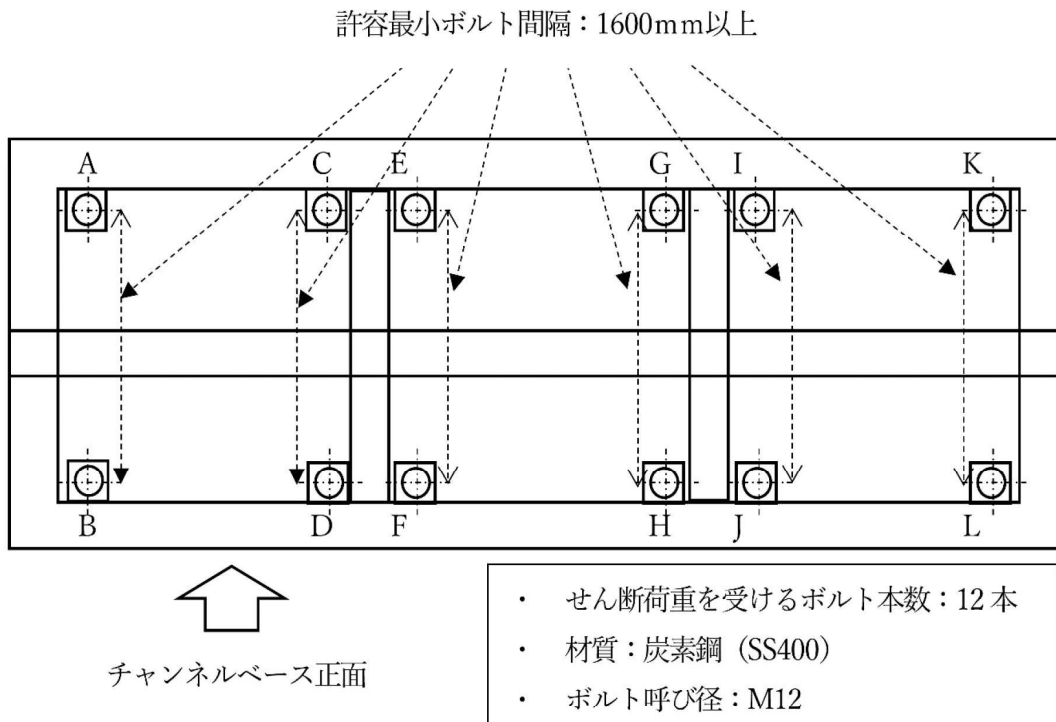 許容最小ボルト間隔：1600mm以上
A C E G I K
B D F H J L
チャンネルベース正面
・ せん断荷重を受けるボルト本数：12本
・ 材質：炭素鋼（SS400）
・ ボルト呼び径：M12